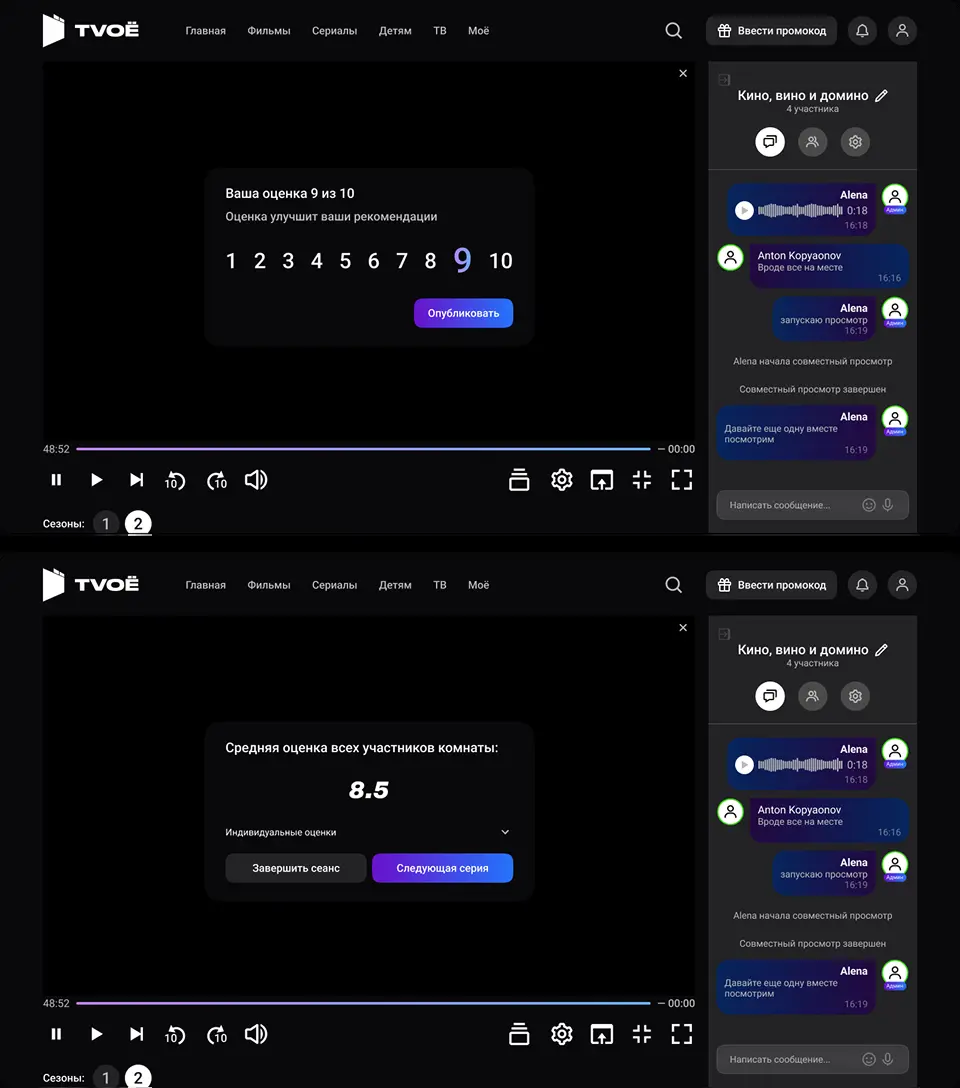 TVOЁ
Главная Фильмы Сериалы Детям ТВ Моё
Ввести промокод
Ваша оценка 9 из 10
Оценка улучшит ваши рекомендации
1 2 3 4 5 6 7 8 9 10
Опубликовать
48:52
— 00:00
10
10
Сезоны: 1 2
Кино, вино и домино
4 участника
Alena
0:18
16:18
Админ
Anton Kopyaonov
Вроде все на месте
16:16
Alena
запускаю просмотр
16:19
Админ
Alena начала совместный просмотр
Совместный просмотр завершен
Alena
Давайте еще одну вместе
посмотрим
16:19
Админ
Написать сообщение...
TVOЁ
Главная Фильмы Сериалы Детям ТВ Моё
Ввести промокод
Средняя оценка всех участников комнаты:
8.5
Индивидуальные оценки
Завершить сеанс
Следующая серия
48:52
— 00:00
10
10
Сезоны: 1 2
Кино, вино и домино
4 участника
Alena
0:18
16:18
Админ
Anton Kopyaonov
Вроде все на месте
16:16
Alena
запускаю просмотр
16:19
Админ
Alena начала совместный просмотр
Совместный просмотр завершен
Alena
Давайте еще одну вместе
посмотрим
16:19
Админ
Написать сообщение...